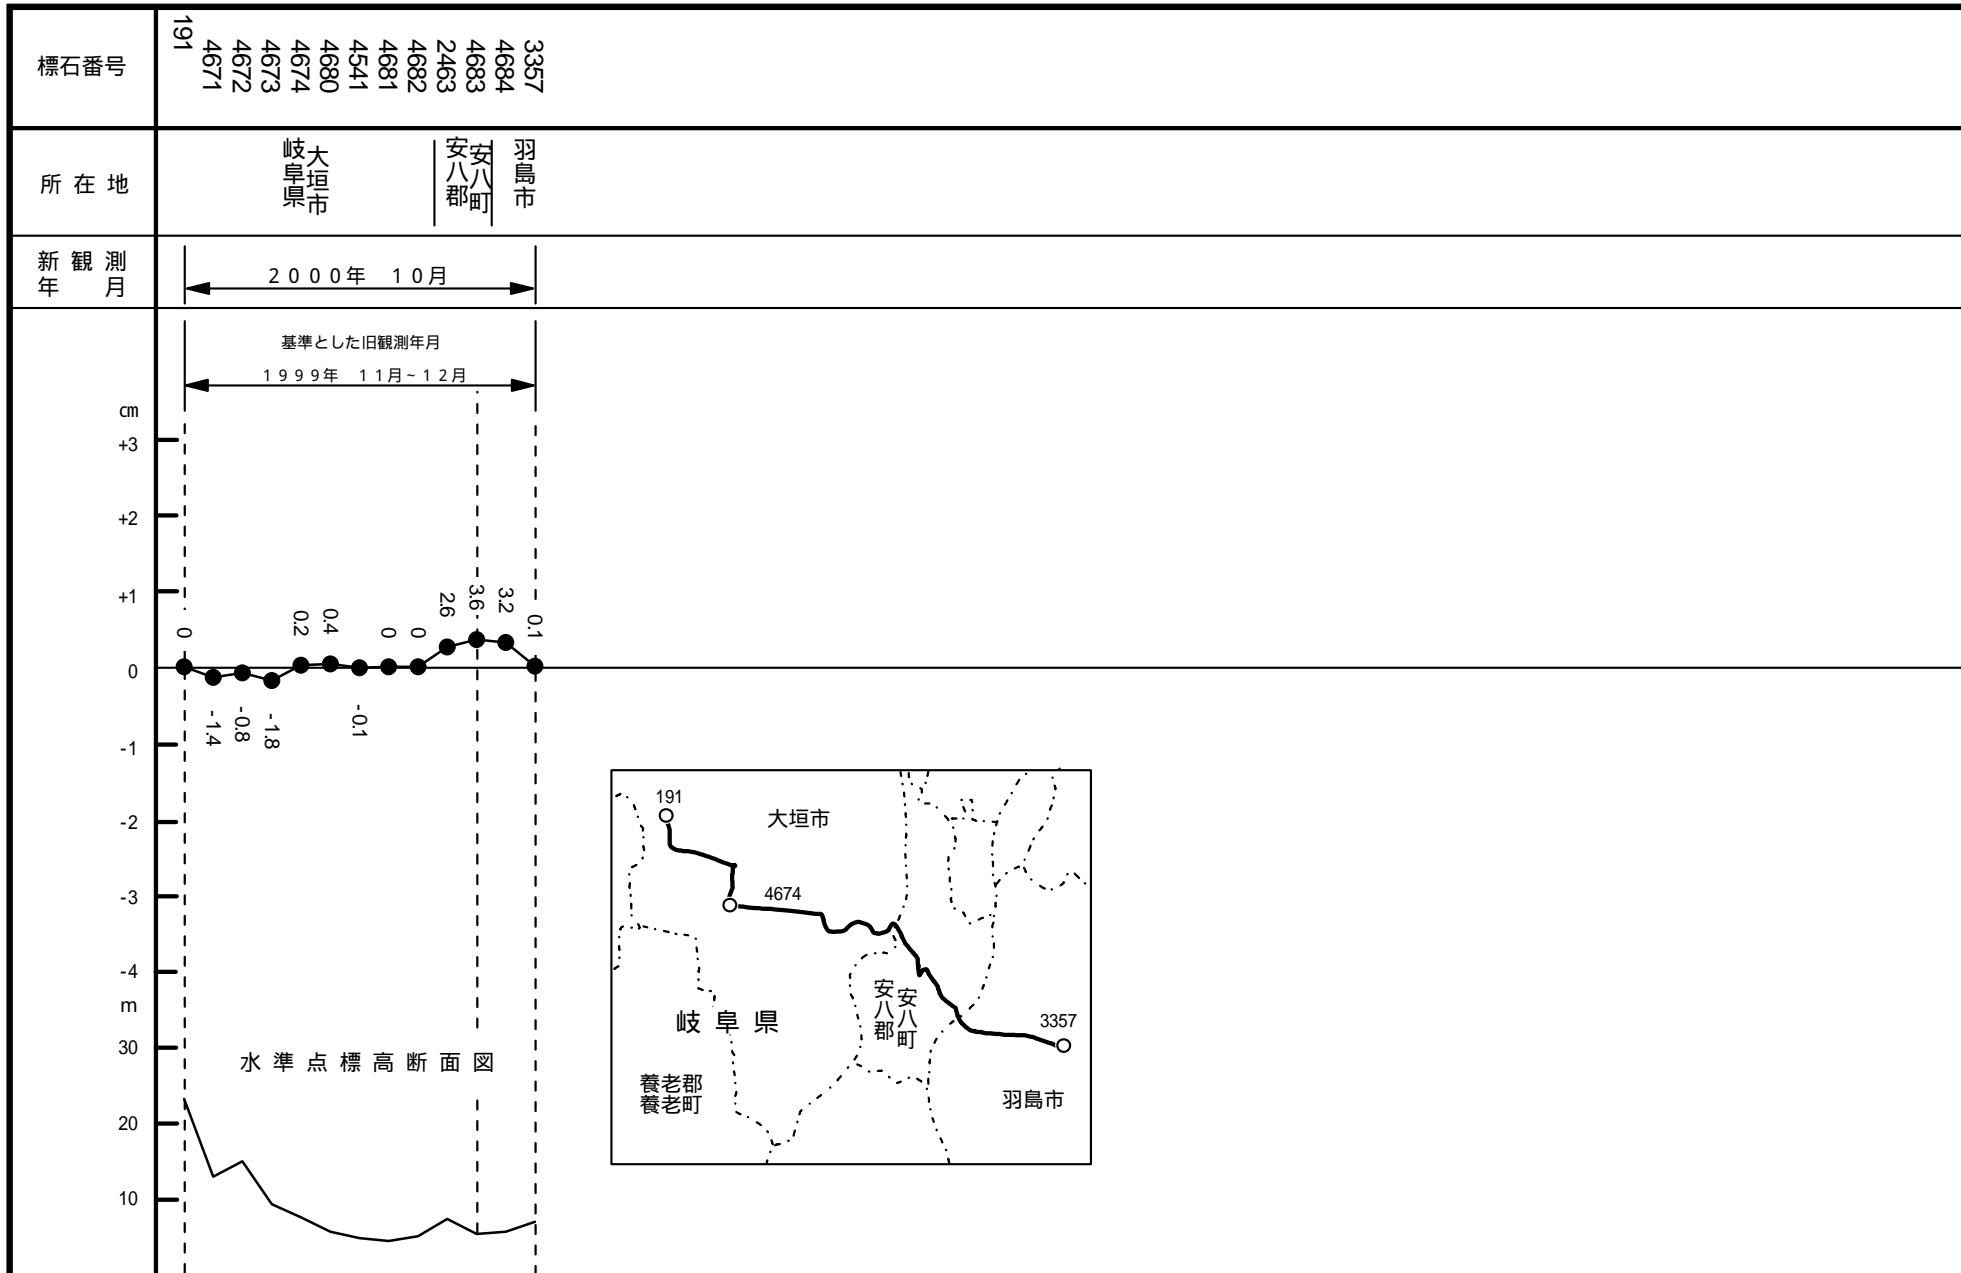 標石番号
191
4671
4672
4673
4674
4680
4541
4681
4682
2463
4683
4684
3357
所 在 地
岐阜県
大垣市
安八郡
安八町
羽島市
新 観 測
年 月
2000年 10月
基準とした旧観測年月
1999年 11月~12月
cm
+3
+2
+1
0
-1
-2
-3
-4
0
-1.4
-0.8
-1.8
0.2
0.4
-0.1
0
0
2.6
3.6
3.2
0.1
m
30
20
10
水準点標高断面図
191
大垣市
4674
安八郡
安八町
岐阜県
3357
養老郡
養老町
羽島市